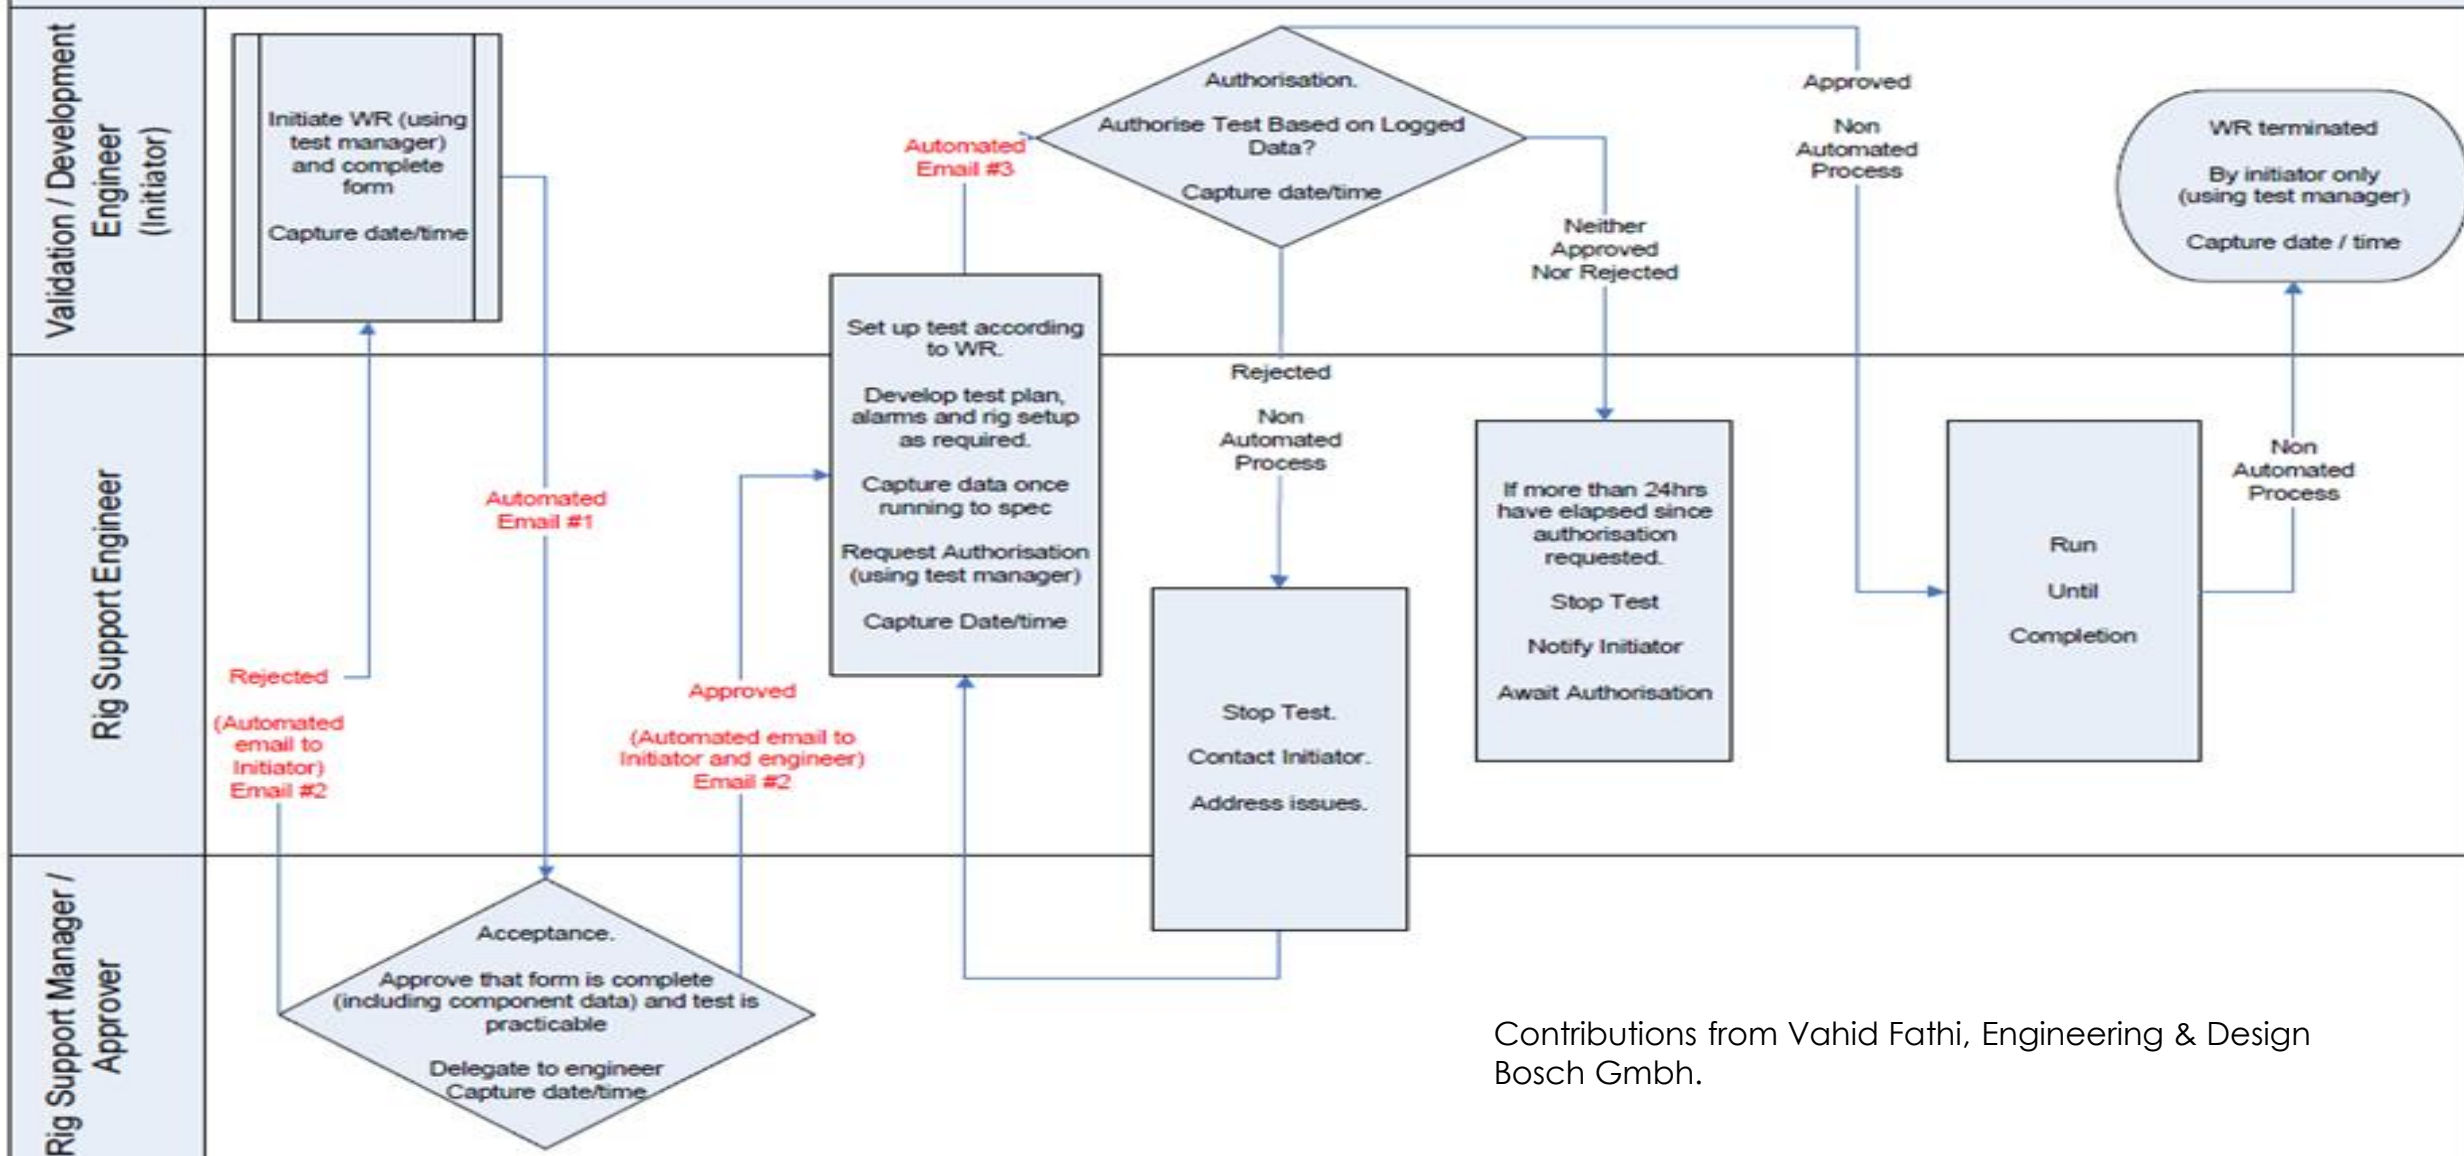 Validation / Development
Engineer
(Initiator)
Initiate WR (using
test manager)
and complete
form
Capture date/time
Automated
Email #3
Authorisation.
Authorise Test Based on Logged
Data?
Capture date/time
Approved
Non
Automated
Process
Neither
Approved
Nor Rejected
WR terminated
By initiator only
(using test manager)
Capture date / time
Rig Support Engineer
Rejected
(Automated
email to
Initiator)
Email #2
Automated
Email #1
Approved
(Automated email to
Initiator and engineer)
Email #2
Set up test according
to WR.
Develop test plan,
alarms and rig setup
as required.
Capture data once
running to spec
Request Authorisation
(using test manager)
Capture Date/time
Rejected
Non
Automated
Process
Stop Test.
Contact Initiator.
Address issues.
If more than 24hrs
have elapsed since
authorisation
requested.
Stop Test
Notify Initiator
Await Authorisation
Run
Until
Completion
Non
Automated
Process
Rig Support Manager /
Approver
Acceptance.
Approve that form is complete
(including component data) and test is
practicable
Delegate to engineer
Capture date/time
Contributions from Vahid Fathi, Engineering & Design
Bosch Gmbh.